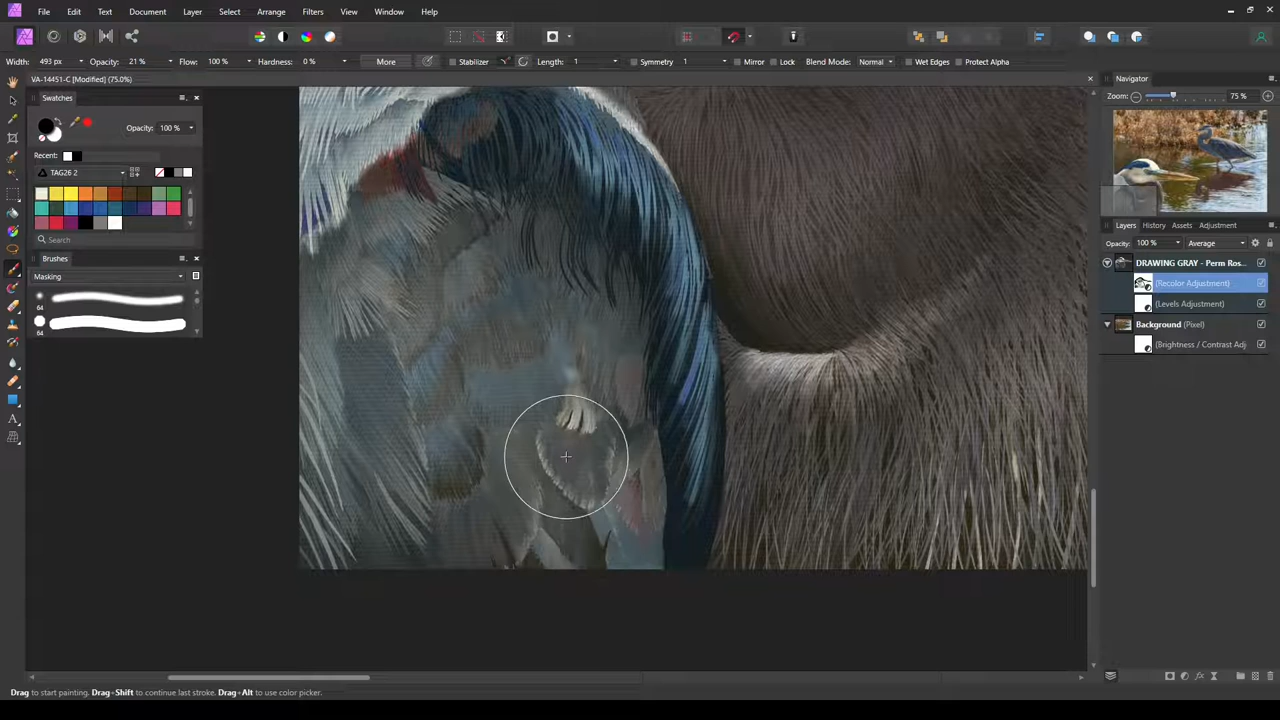 File Edit Text Document Layer Select Arrange Filters View Window Help
Width: 493 px Opacity: 21 % Flow: 100 % Hardness: 0 % More Stabilizer Length: 1 Symmetry 1 Mirror Lock Blend Mode: Normal Wet Edges Protect Alpha
VA-14451-C [Modified] (75.0%)
Swatches
Opacity: 100 %
Recent:
TAG26 2
Search
Brushes
Masking
64
64
Navigator
Zoom: 75 %
Layers History Assets Adjustment
Opacity: 100 % Average
DRAWING GRAY - Perm Ros...
(Recolor Adjustment)
(Levels Adjustment)
Background (Pixel)
(Brightness / Contrast Adj
Drag to start painting. Drag+Shift to continue last stroke. Drag+Alt to use color picker.